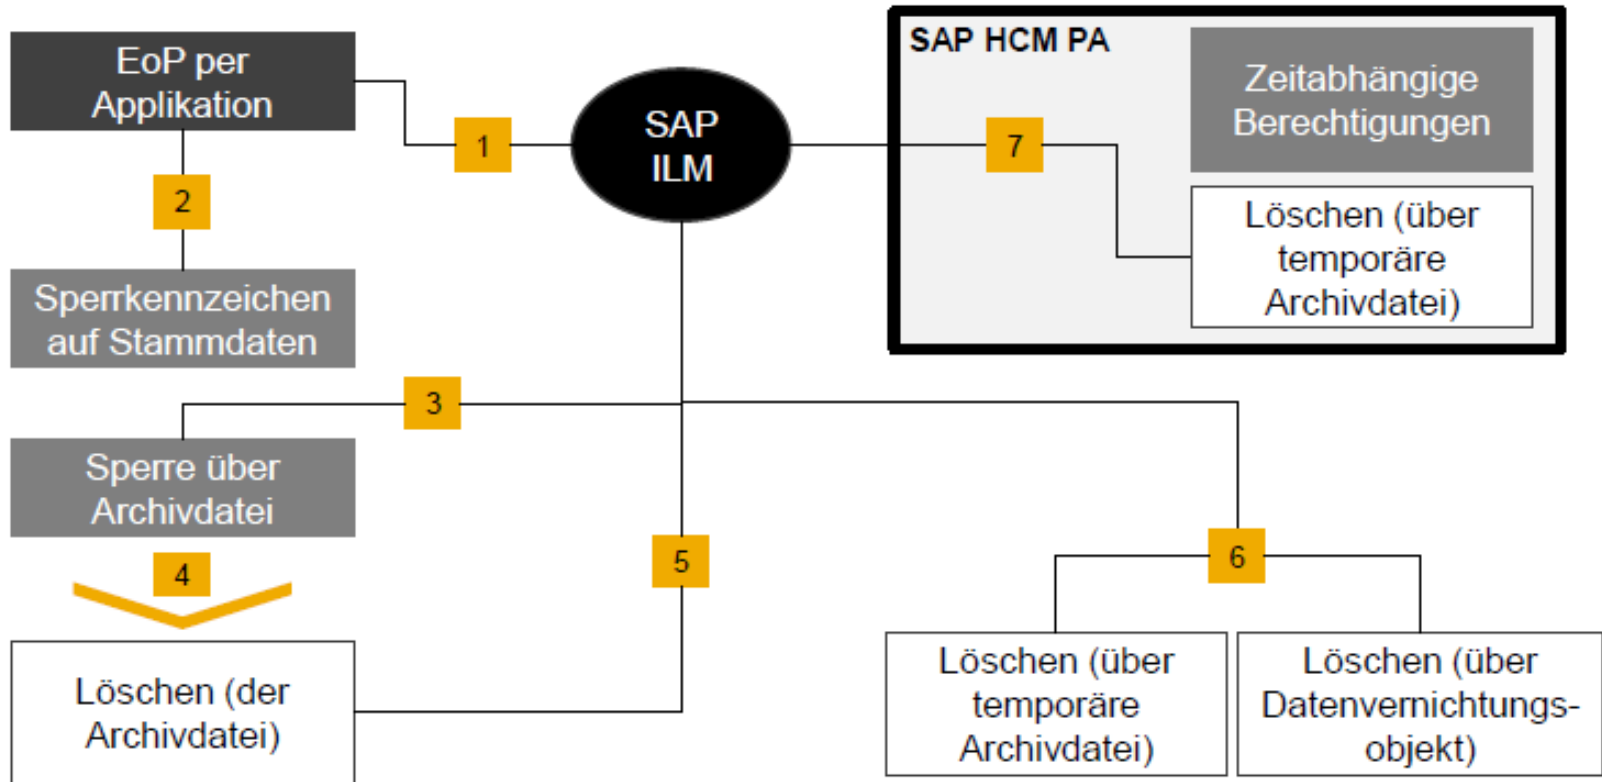 EoP per
Applikation
1
SAP
ILM
SAP HCM PA
Zeitabhängige
Berechtigungen
7
2
Löschen (über
temporäre
Archivdatei)
Sperrkennzeichen
auf Stammdaten
3
Sperre über
Archivdatei
4
5
6
Löschen (der
Archivdatei)
Löschen (über
temporäre
Archivdatei)
Löschen (über
Datenvernichtungs-
objekt)